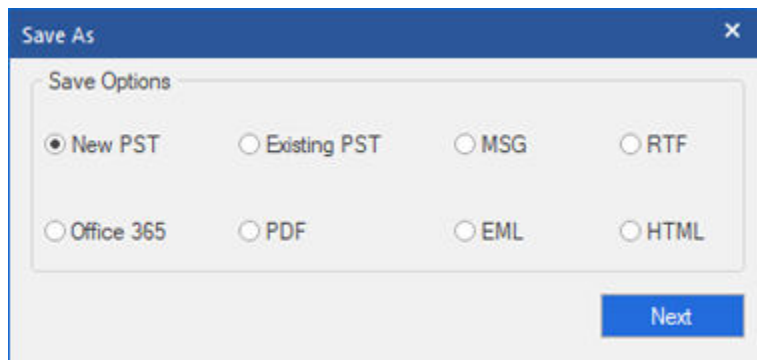 Save As
Save Options
New PST Existing PST MSG RTF
Office 365 PDF EML HTML
Next